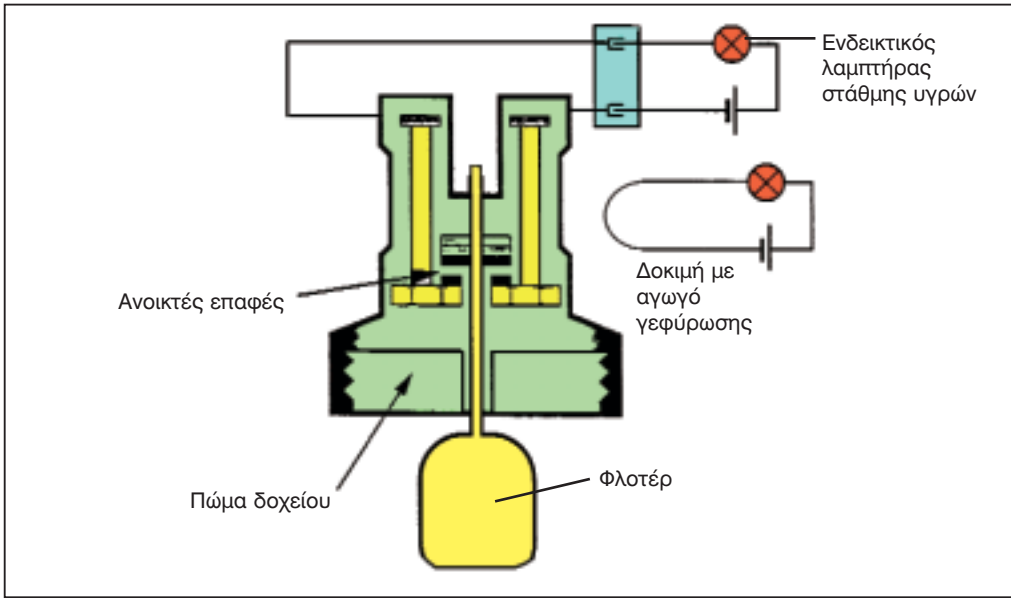 Ενδεικτικός
λαμπτήρας
στάθμης υγρών
Ανοικτές επαφές
Δοκιμή με
αγωγό
γεφύρωσης
Πώμα δοχείου
Φλοτέρ